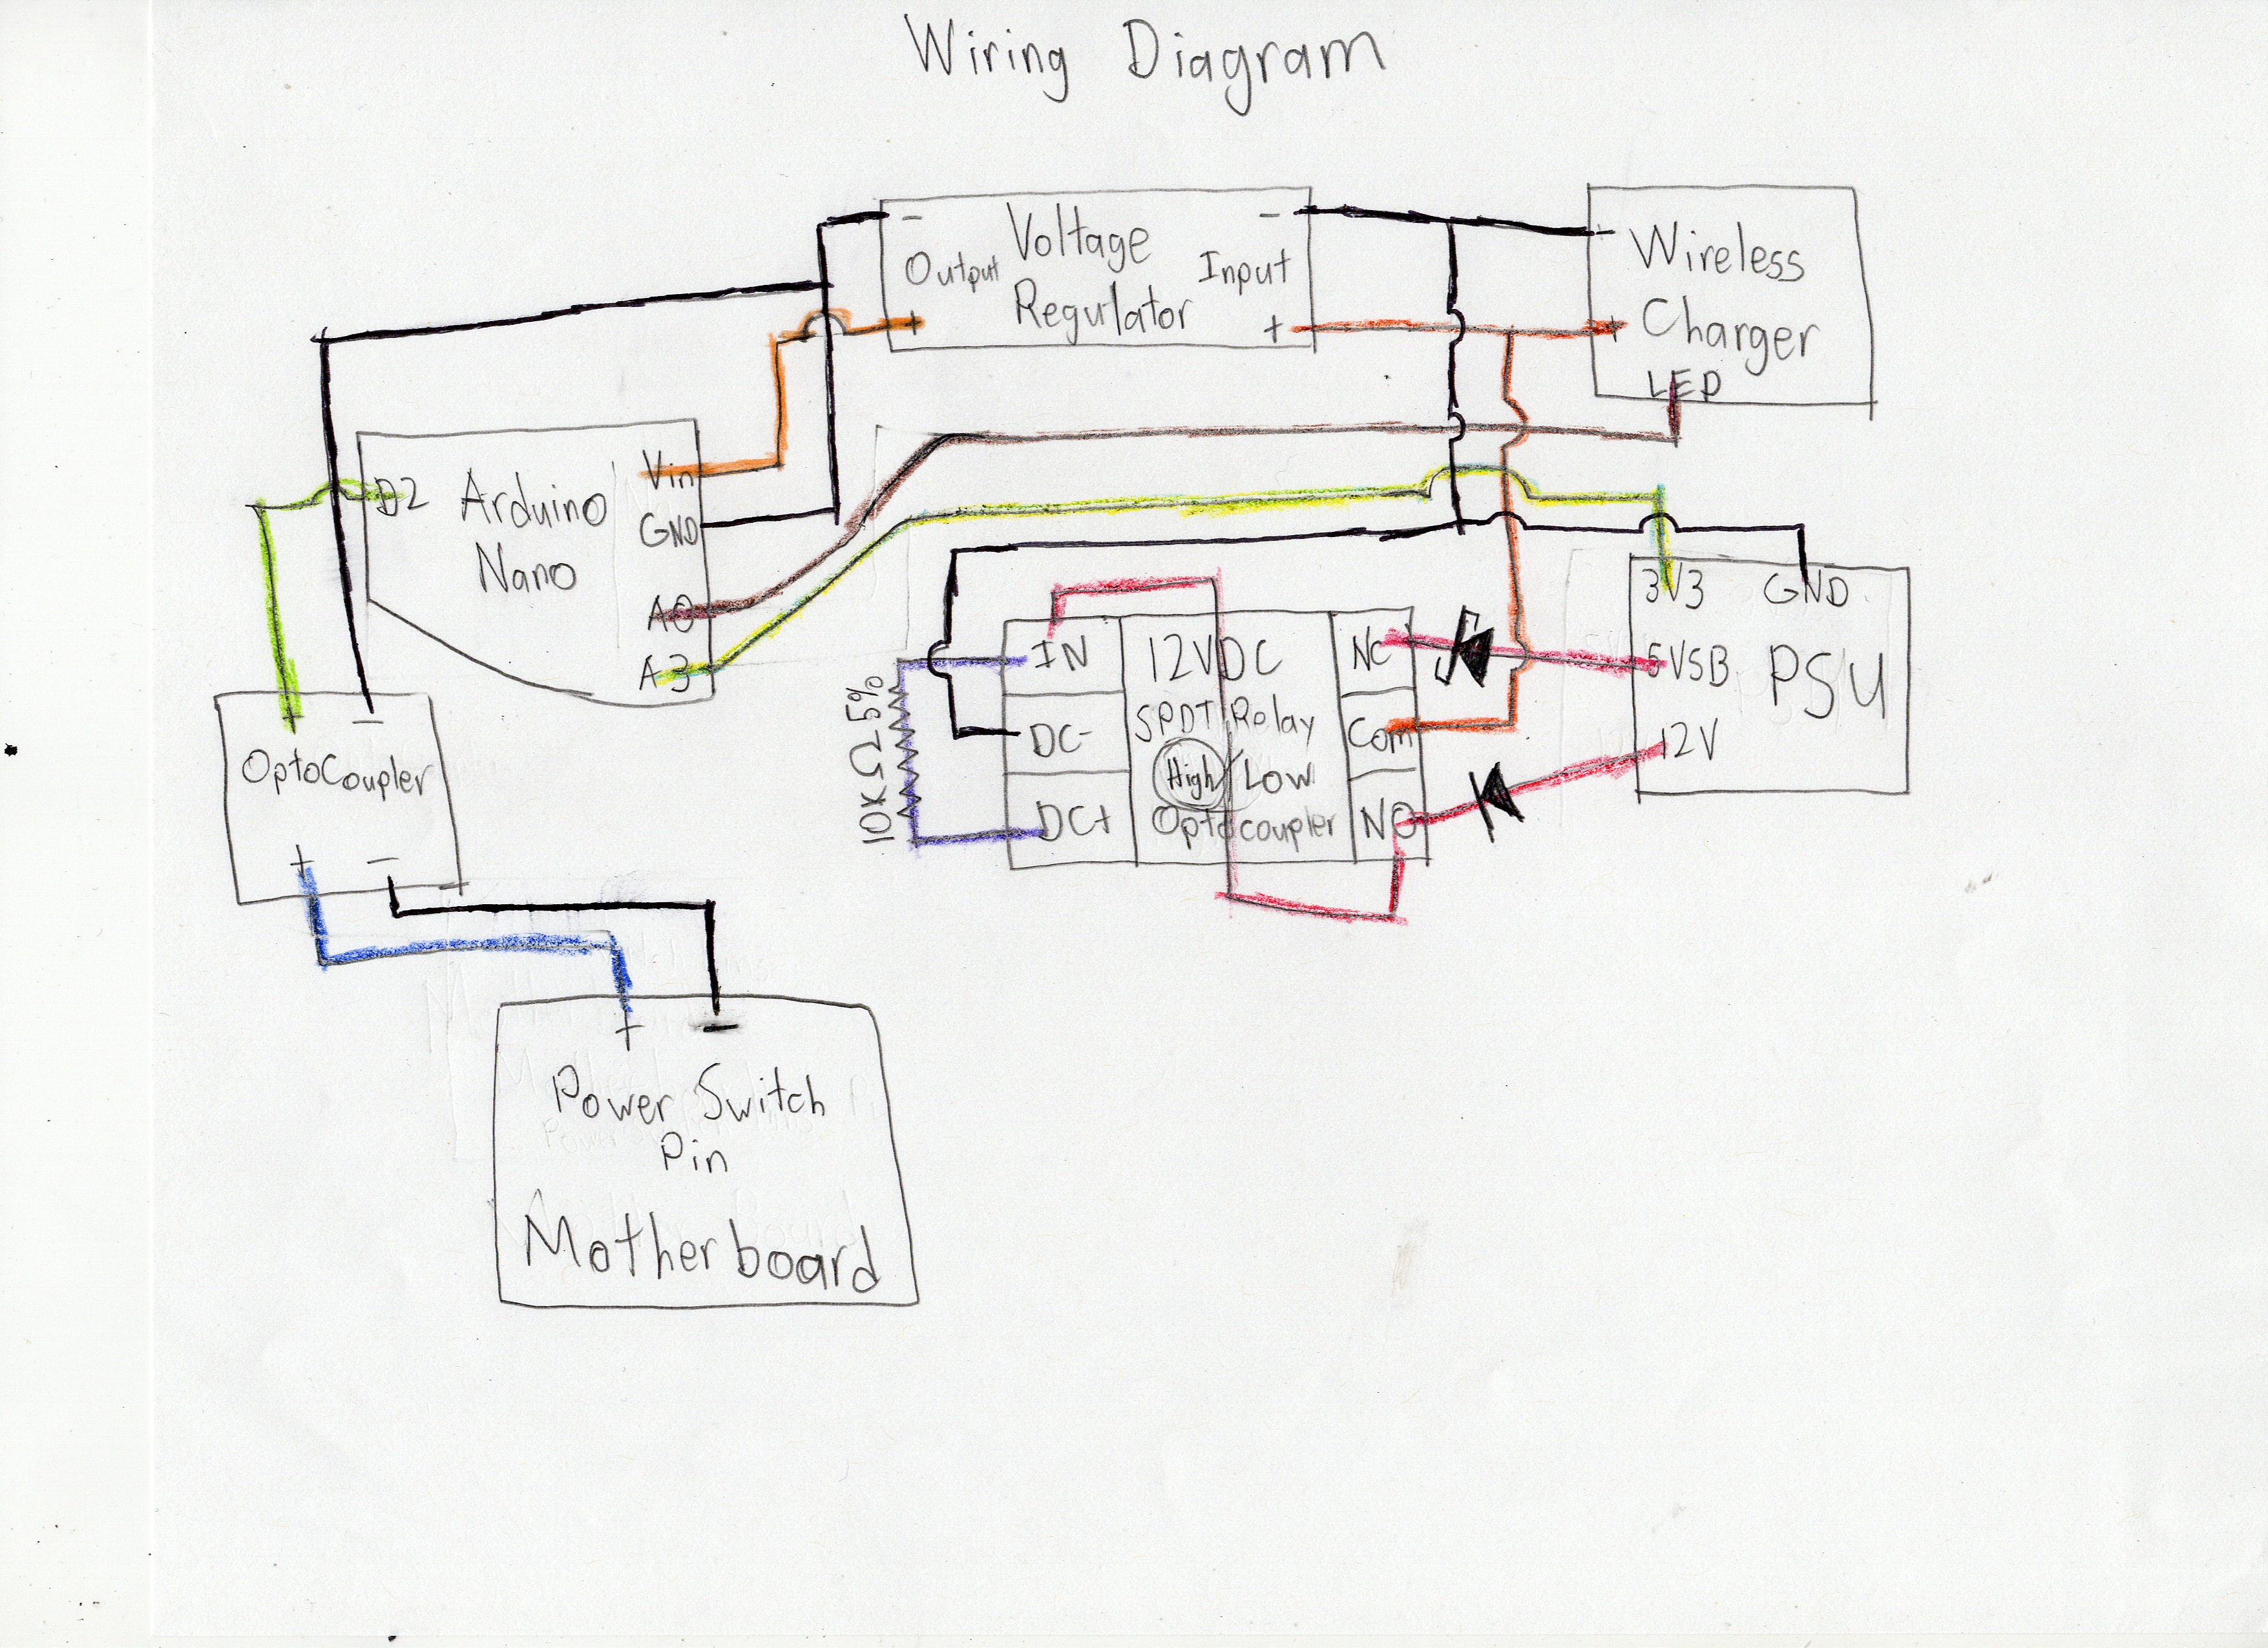 Wiring Diagram
- Voltage -
Output Regulator Input
+ +
- Wireless
+ Charger
LED
D2 Arduino Vin
Nano GND
A0
A3
3V3 GND
5VSB PSU
12V
IN 12VDC NC
DC- SPDT Relay Com
High/Low
DC+ Optocoupler NO
10KΩ 5%
+ -
OptoCoupler
+ -
+ -
Power Switch
Pin
Motherboard